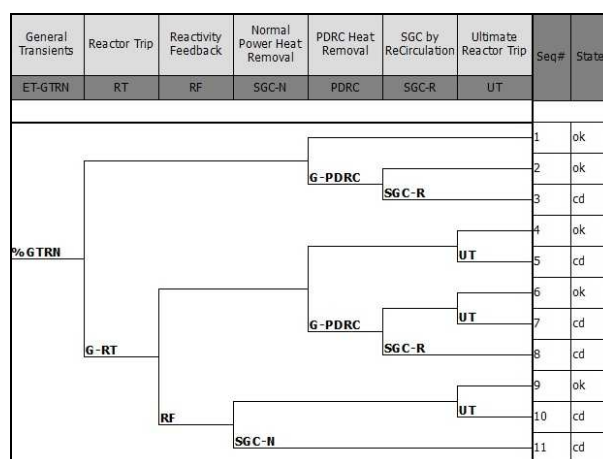 General Transients
Reactor Trip
Reactivity Feedback
Normal Power Heat Removal
PDRC Heat Removal
SGC by ReCirculation
Ultimate Reactor Trip
Seq#
State
ET-GTRN
RT
RF
SGC-N
PDRC
SGC-R
UT
1 ok
2 ok
G-PDRC
SGC-R
3 cd
4 ok
%GTRN
UT
5 cd
6 ok
G-PDRC
UT
7 cd
G-RT
SGC-R
8 cd
9 ok
RF
UT
10 cd
SGC-N
11 cd